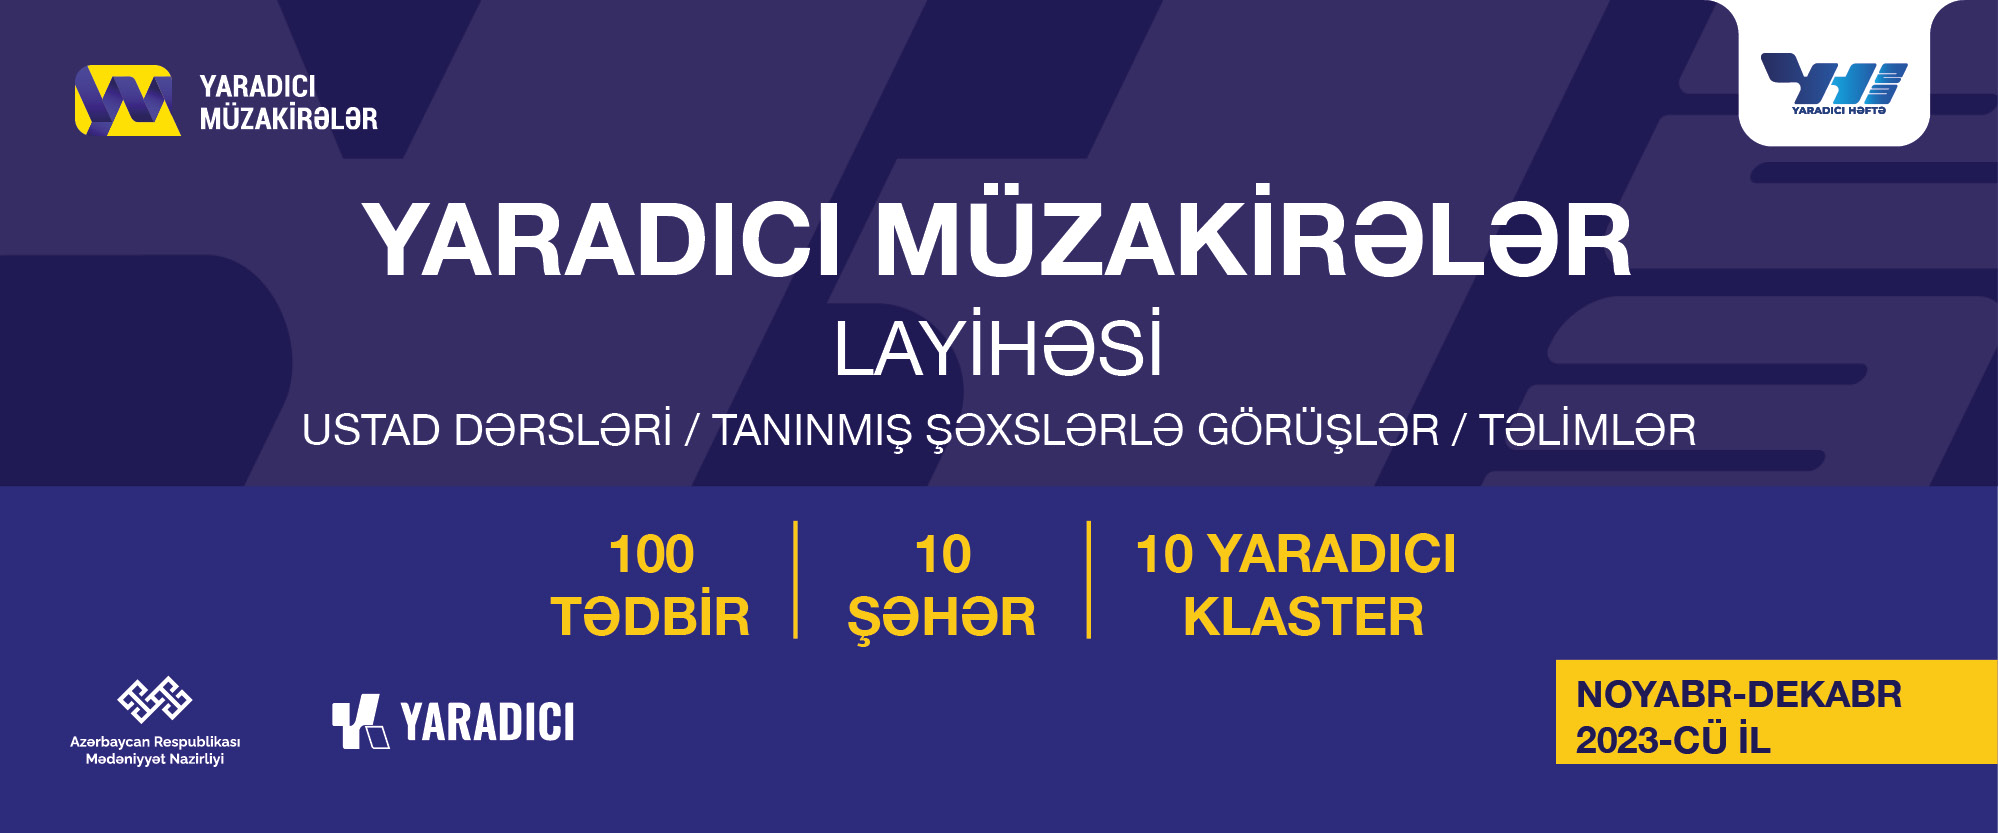 YARADICI
MÜZAKİRƏLƏR
YARADICI HƏFTƏ
YARADICI MÜZAKİRƏLƏR
LAYİHƏSİ
USTAD DƏRSLƏRİ / TANINMIŞ ŞƏXSLƏRLƏ GÖRÜŞLƏR / TƏLİMLƏR
100
TƏDBİR
10
ŞƏHƏR
10 YARADICI
KLASTER
NOYABR-DEKABR
2023-CÜ İL
Azərbaycan Respublikası
Mədəniyyət Nazirliyi
YARADICI